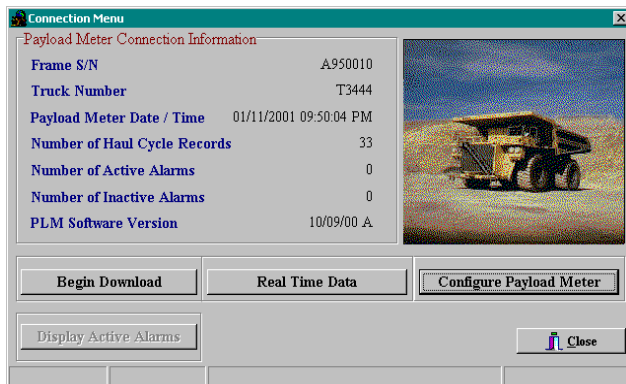 Connection Menu
Payload Meter Connection Information
Frame S/N A950010
Truck Number T3444
Payload Meter Date / Time 01/11/2001 09:50:04 PM
Number of Haul Cycle Records 33
Number of Active Alarms 0
Number of Inactive Alarms 0
PLM Software Version 10/09/00 A
Begin Download Real Time Data Configure Payload Meter
Display Active Alarms Close